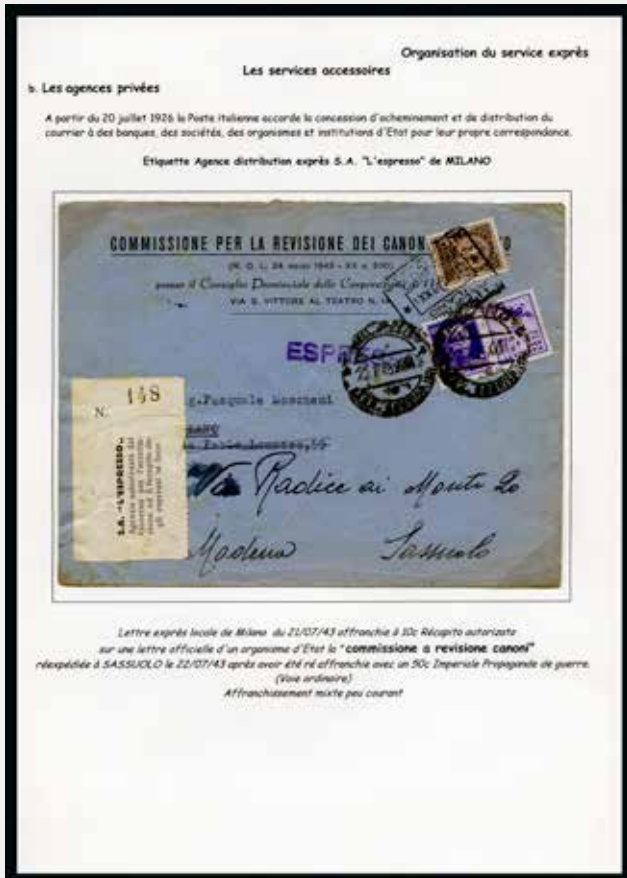 Organisation du service exprès
Les services accessoires
b. Les agences privées
A partir du 20 juillet 1926 la Poste italienne accorde la concession d'acheminement et de distribution du
courrier à des banques, des sociétés, des organismes et institutions d'Etat pour leur propre correspondance.
Etiquette Agence distribution exprès S.A. "L'espresso" de MILANO
COMMISSIONE PER LA REVISIONE DEI CANON
presso il Consiglio Provinciale delle Corporazioni
VIA S. VITTORE AL TEATRO N.
ESPR
N. 148
S.A. "L'ESPRESSO"
g.Pasquale
Via Radice ai Monti 20
Modena Sassuolo
Lettre exprès locale de Milano du 21/07/43 affranchie à 10c Récapito autorizato
sur une lettre officielle d'un organisme d'Etat la "commissione a revisione canoni"
réexpédiée à SASSUOLO le 22/07/43 après avoir été ré affranchie avec un 50c Imperiale Propagande de guerre.
(Voie ordinaire)
Affranchissement mixte peu courant